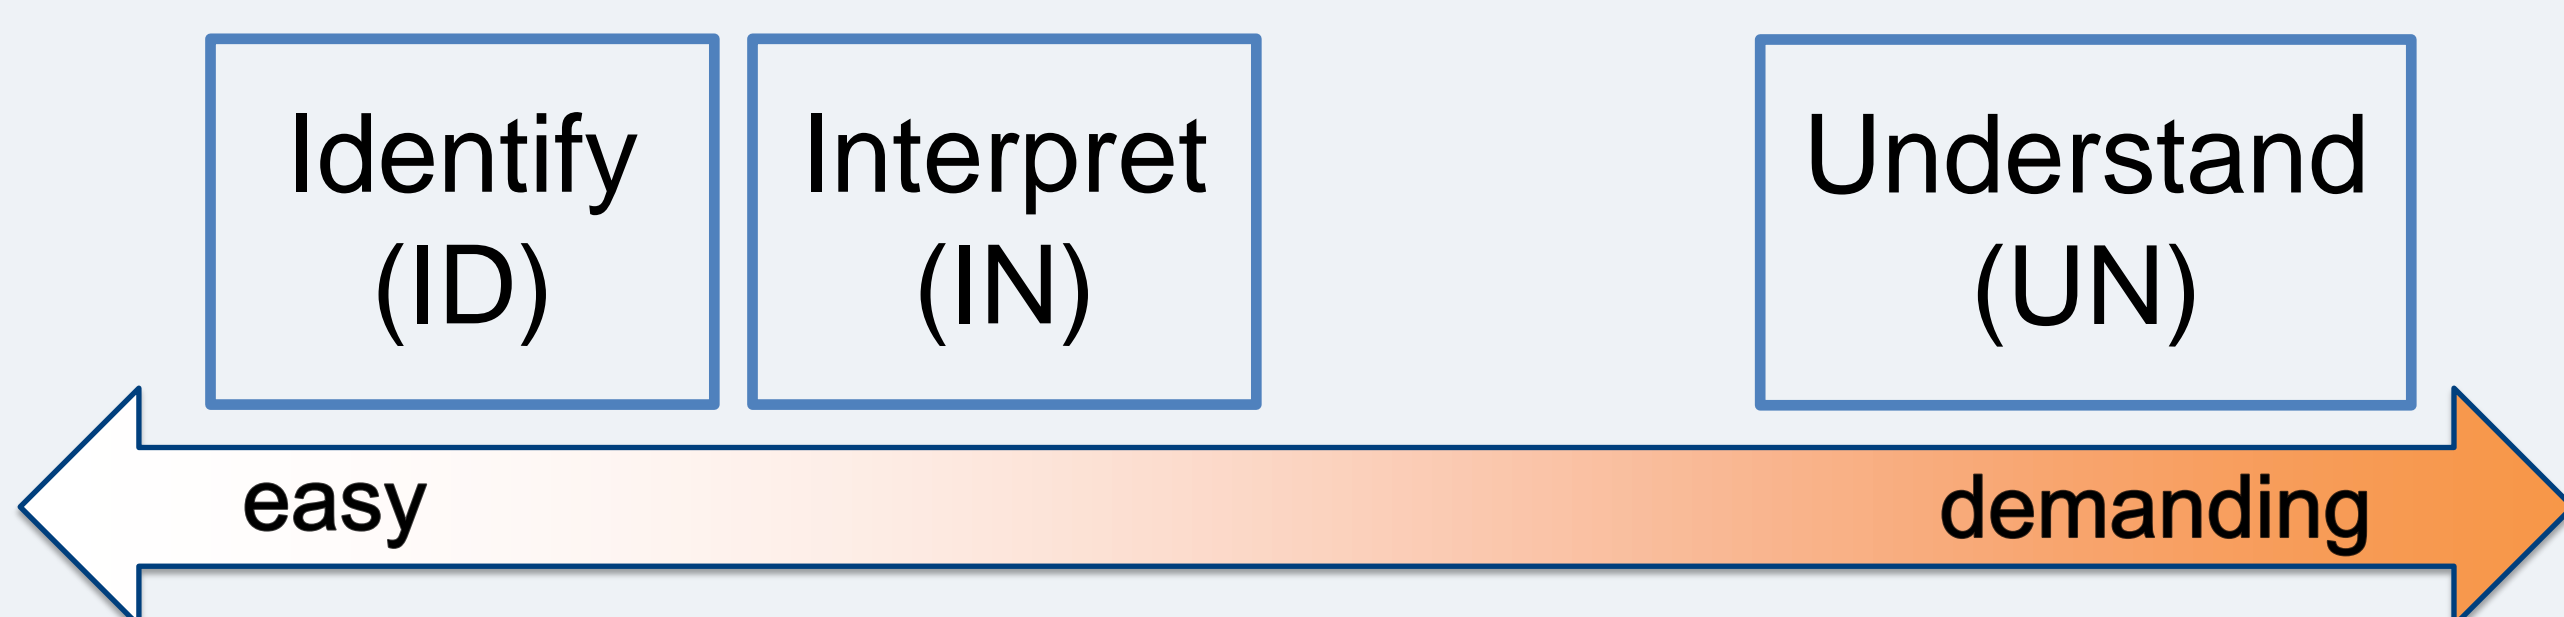 Identify
(ID)
Interpret
(IN)
Understand
(UN)
easy
demanding